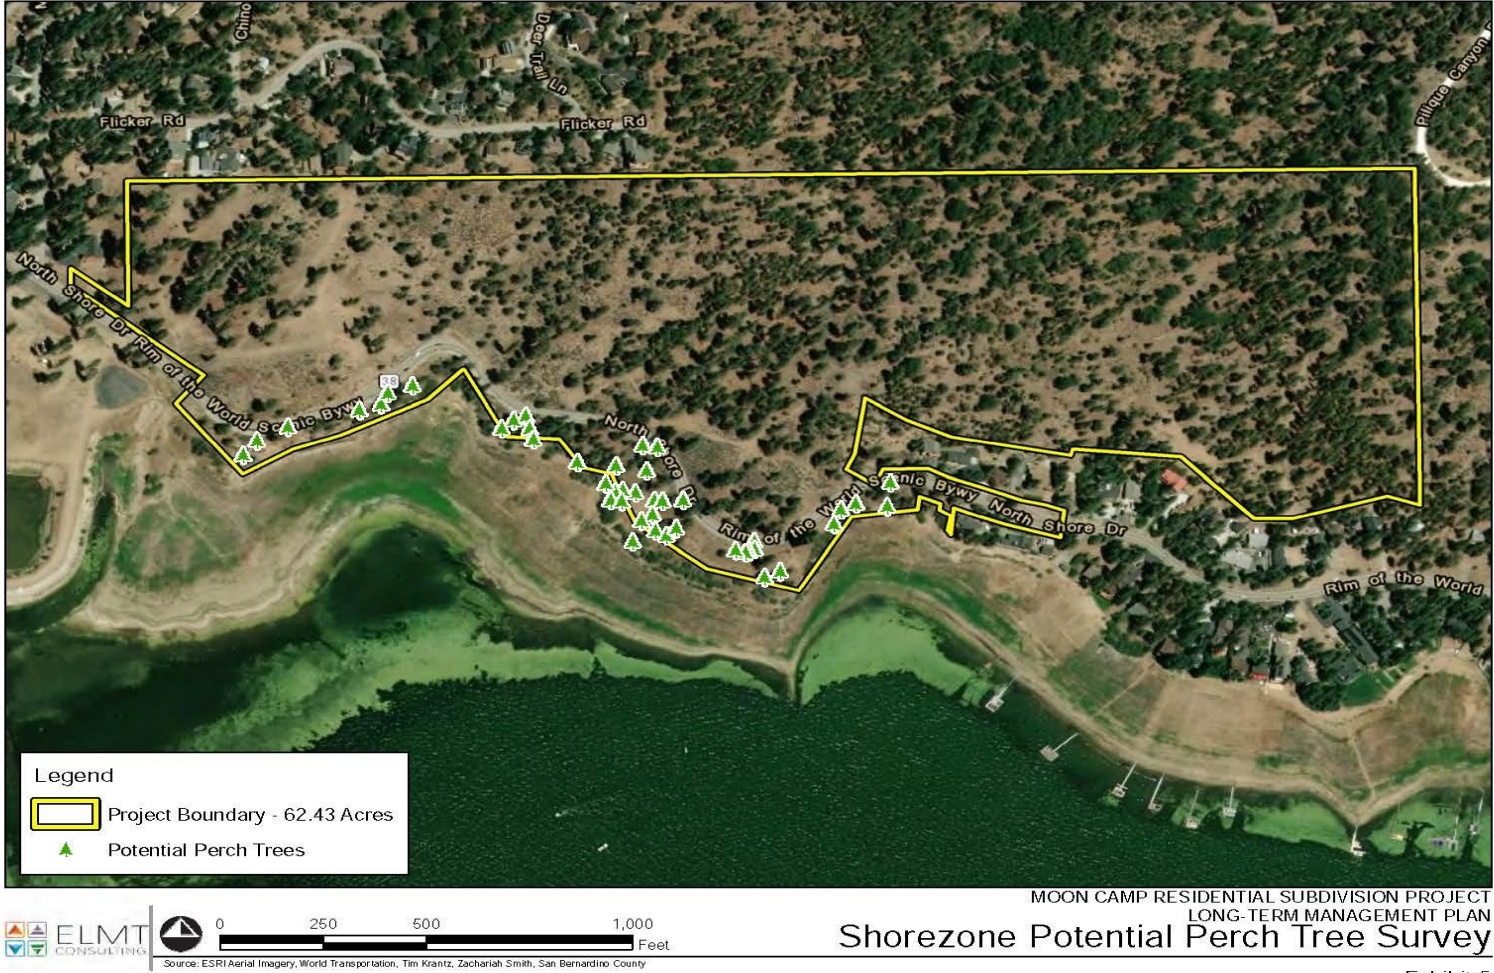 Chino
Deer Trail Ln
Pilique Canyon
Flicker Rd
Flicker Rd
North Shore Dr Rim of the World Scenic Bywy
38
North Shore Dr
Rim of the World Scenic Bywy North Shore Dr
Rim of the World
Legend
Project Boundary - 62.43 Acres
Potential Perch Trees
MOON CAMP RESIDENTIAL SUBDIVISION PROJECT
LONG-TERM MANAGEMENT PLAN
Shorezone Potential Perch Tree Survey
ELMT
CONSULTING
0 250 500 1,000
Feet
Source: ESRI Aerial Imagery, World Transportation, Tim Krantz, Zachariah Smith, San Bernardino County